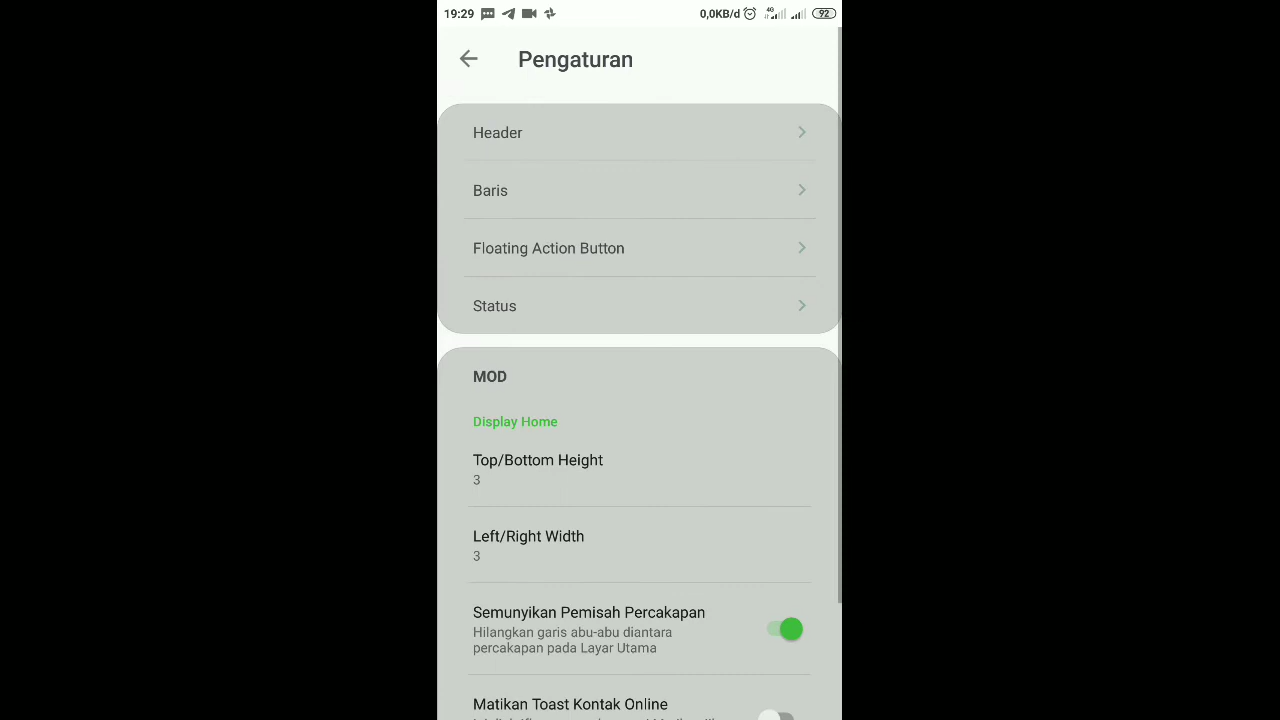 19:29 0,0KB/d 4G 92
Pengaturan
Header
Baris
Floating Action Button
Status
MOD
Display Home
Top/Bottom Height
3
Left/Right Width
3
Semunyikan Pemisah Percakapan
Hilangkan garis abu-abu diantara
percakapan pada Layar Utama
Matikan Toast Kontak Online